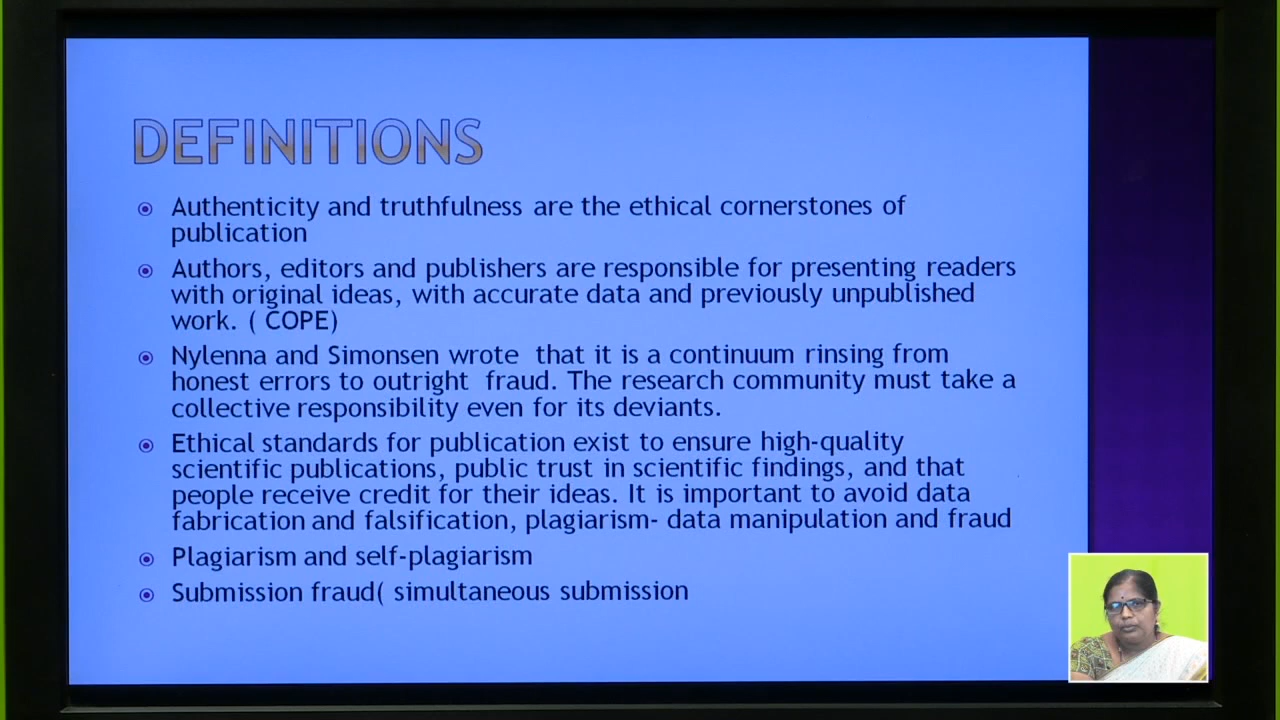 DEFINITIONS
Authenticity and truthfulness are the ethical cornerstones of
publication
Authors, editors and publishers are responsible for presenting readers
with original ideas, with accurate data and previously unpublished
work. ( COPE)
Nylenna and Simonsen wrote that it is a continuum rinsing from
honest errors to outright fraud. The research community must take a
collective responsibility even for its deviants.
Ethical standards for publication exist to ensure high-quality
scientific publications, public trust in scientific findings, and that
people receive credit for their ideas. It is important to avoid data
fabrication and falsification, plagiarism- data manipulation and fraud
Plagiarism and self-plagiarism
Submission fraud( simultaneous submission